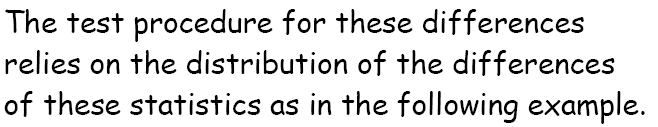 The test procedure for these differences
relies on the distribution of the differences
of these statistics as in the following example.